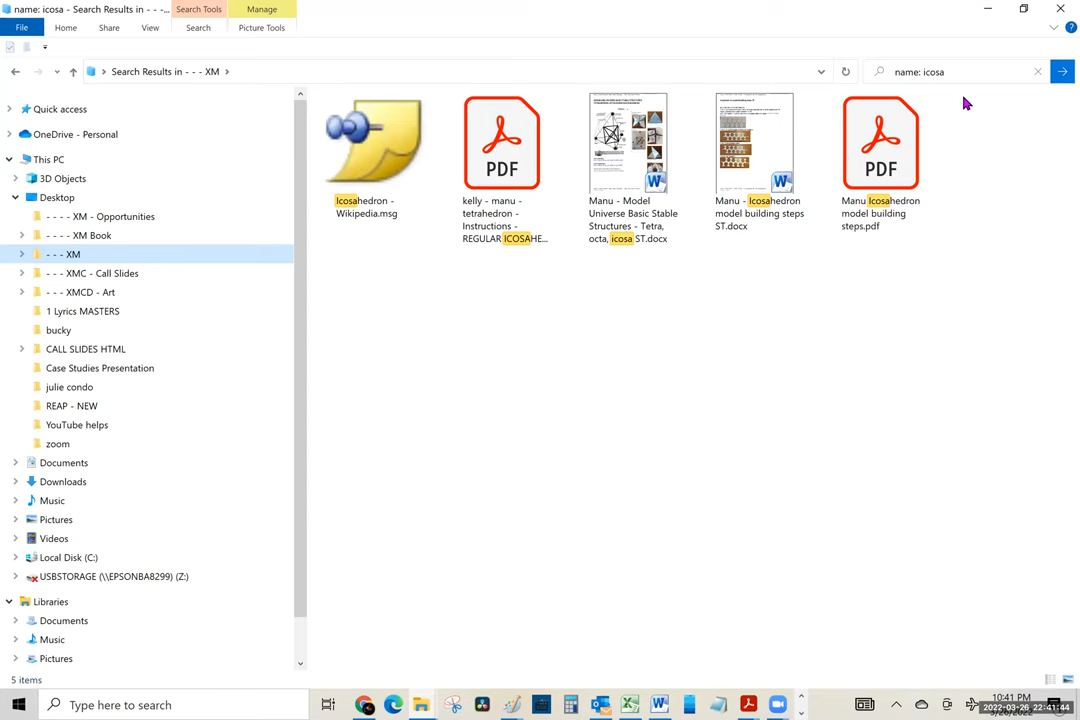 name: icosa - Search Results in - - -...
Search Tools
Manage
File
Home
Share
View
Search
Picture Tools
Search Results in - - - XM
name: icosa
Quick access
OneDrive - Personal
This PC
3D Objects
Desktop
- - - - XM - Opportunities
- - - - XM Book
- - - XM
- - - XMC - Call Slides
- - - XMCD - Art
1 Lyrics MASTERS
bucky
CALL SLIDES HTML
Case Studies Presentation
julie condo
REAP - NEW
YouTube helps
zoom
Documents
Downloads
Music
Pictures
Videos
Local Disk (C:)
USBSTORAGE (\\EPSONBA8299) (Z:)
Libraries
Documents
Music
Pictures
Icosahedron -
Wikipedia.msg
PDF
kelly - manu -
tetrahedron -
Instructions -
REGULAR ICOSAHE...
W
Manu - Model
Universe Basic Stable
Structures - Tetra,
octa, icosa ST.docx
W
Manu - Icosahedron
model building steps
ST.docx
PDF
Manu Icosahedron
model building
steps.pdf
5 items
Type here to search
10:41 PM
2022-03-26 22:41:44